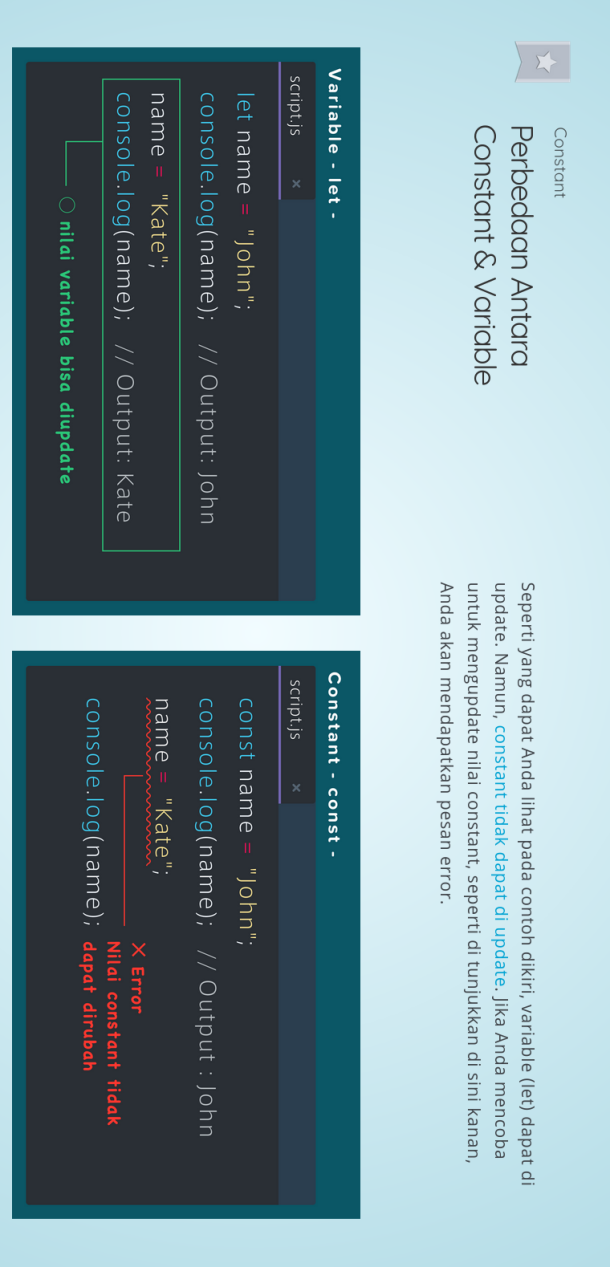 Constant
Perbedaan Antara
Constant & Variable
Seperti yang dapat Anda lihat pada contoh dikiri, variable (let) dapat di
update. Namun, constant tidak dapat di update. Jika Anda mencoba
untuk mengupdate nilai constant, seperti di tunjukkan di sini kanan,
Anda akan mendapatkan pesan error.
Variable - let -
script.js ×
let name = "John";
console.log(name); // Output: John
name = "Kate";
console.log(name); // Output: Kate
nilai variable bisa diupdate
Constant - const -
script.js ×
const name = "John";
console.log(name); // Output : John
name = "Kate";
console.log(name);
× Error
Nilai constant tidak
dapat dirubah